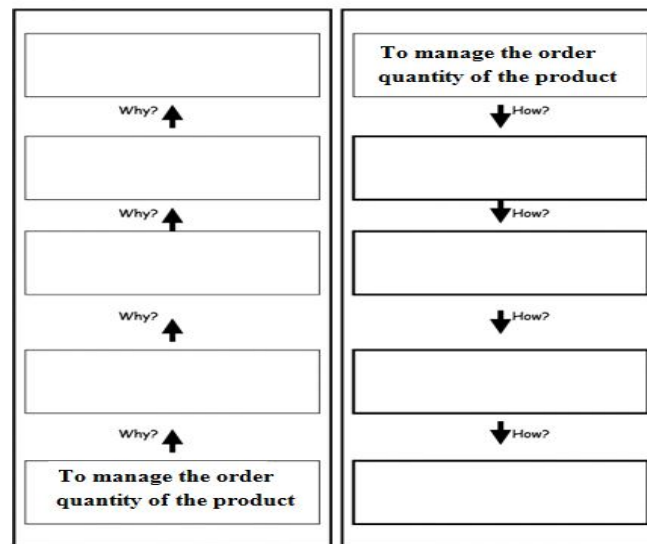 Why?
Why?
Why?
Why?
To manage the order
quantity of the product
To manage the order
quantity of the product
How?
How?
How?
How?